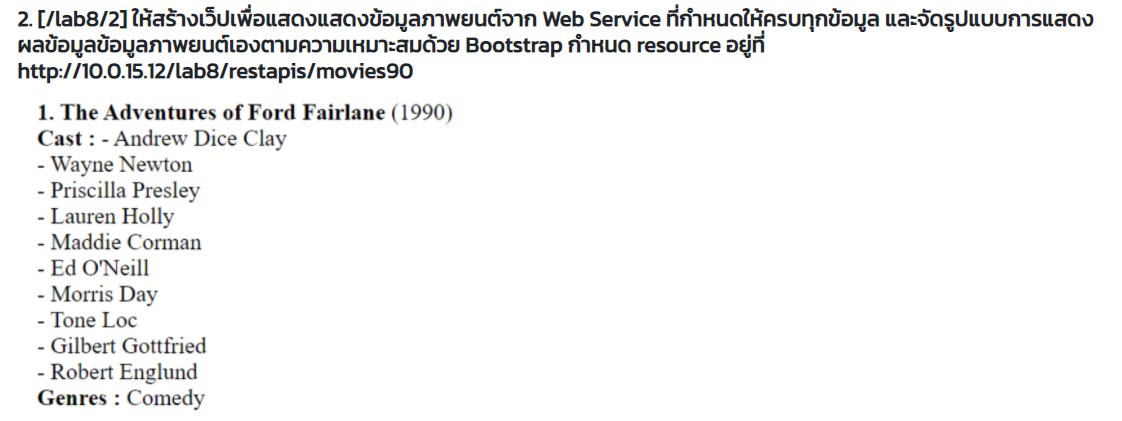 2. [/lab8/2] ให้สร้างเว็ปเพื่อแสดงแสดงข้อมูลภาพยนต์จาก Web Service ที่กำหนดให้ครบทุกข้อมูล และจัดรูปแบบการแสดง
ผลข้อมูลข้อมูลภาพยนต์เองตามความเหมาะสมด้วย Bootstrap กำหนด resource อยู่ที่
http://10.0.15.12/lab8/restapis/movies90
1. The Adventures of Ford Fairlane (1990)
Cast : - Andrew Dice Clay
- Wayne Newton
- Priscilla Presley
- Lauren Holly
- Maddie Corman
- Ed O'Neill
- Morris Day
- Tone Loc
- Gilbert Gottfried
- Robert Englund
Genres : Comedy